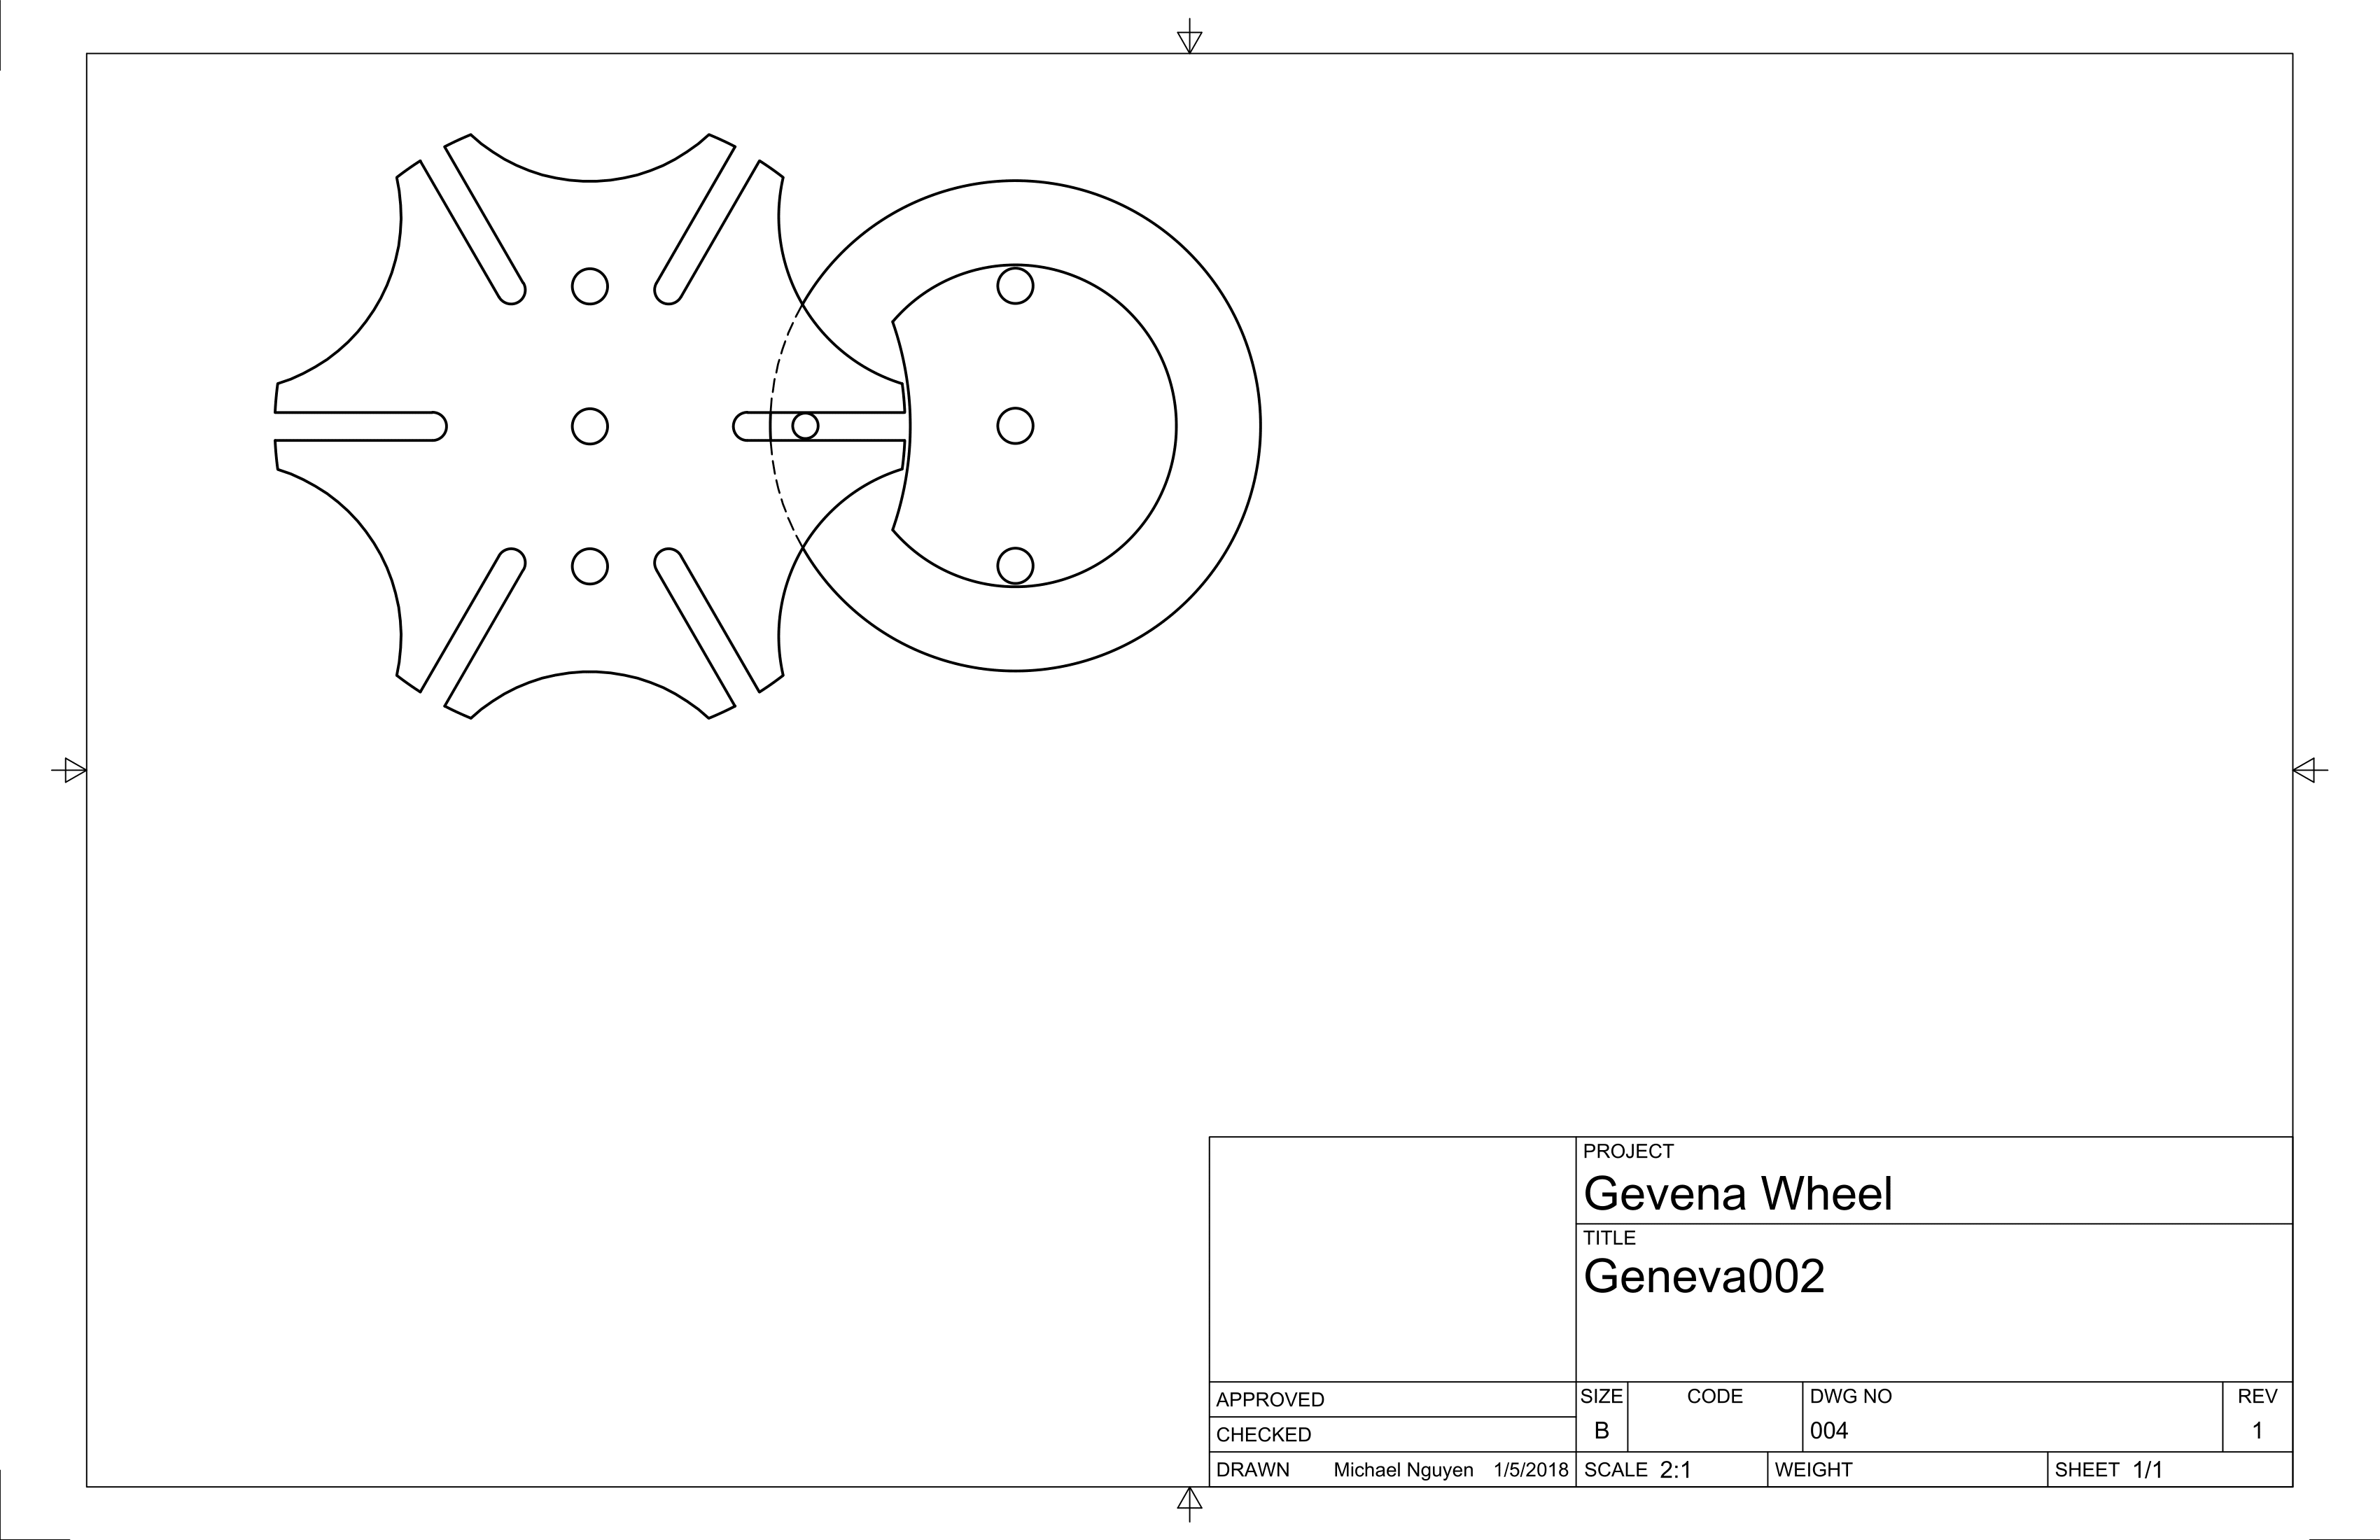 PROJECT
Gevena Wheel
TITLE
Geneva002
APPROVED
CHECKED
DRAWN Michael Nguyen 1/5/2018
SIZE CODE DWG NO REV
B 004 1
SCALE 2:1 WEIGHT SHEET 1/1